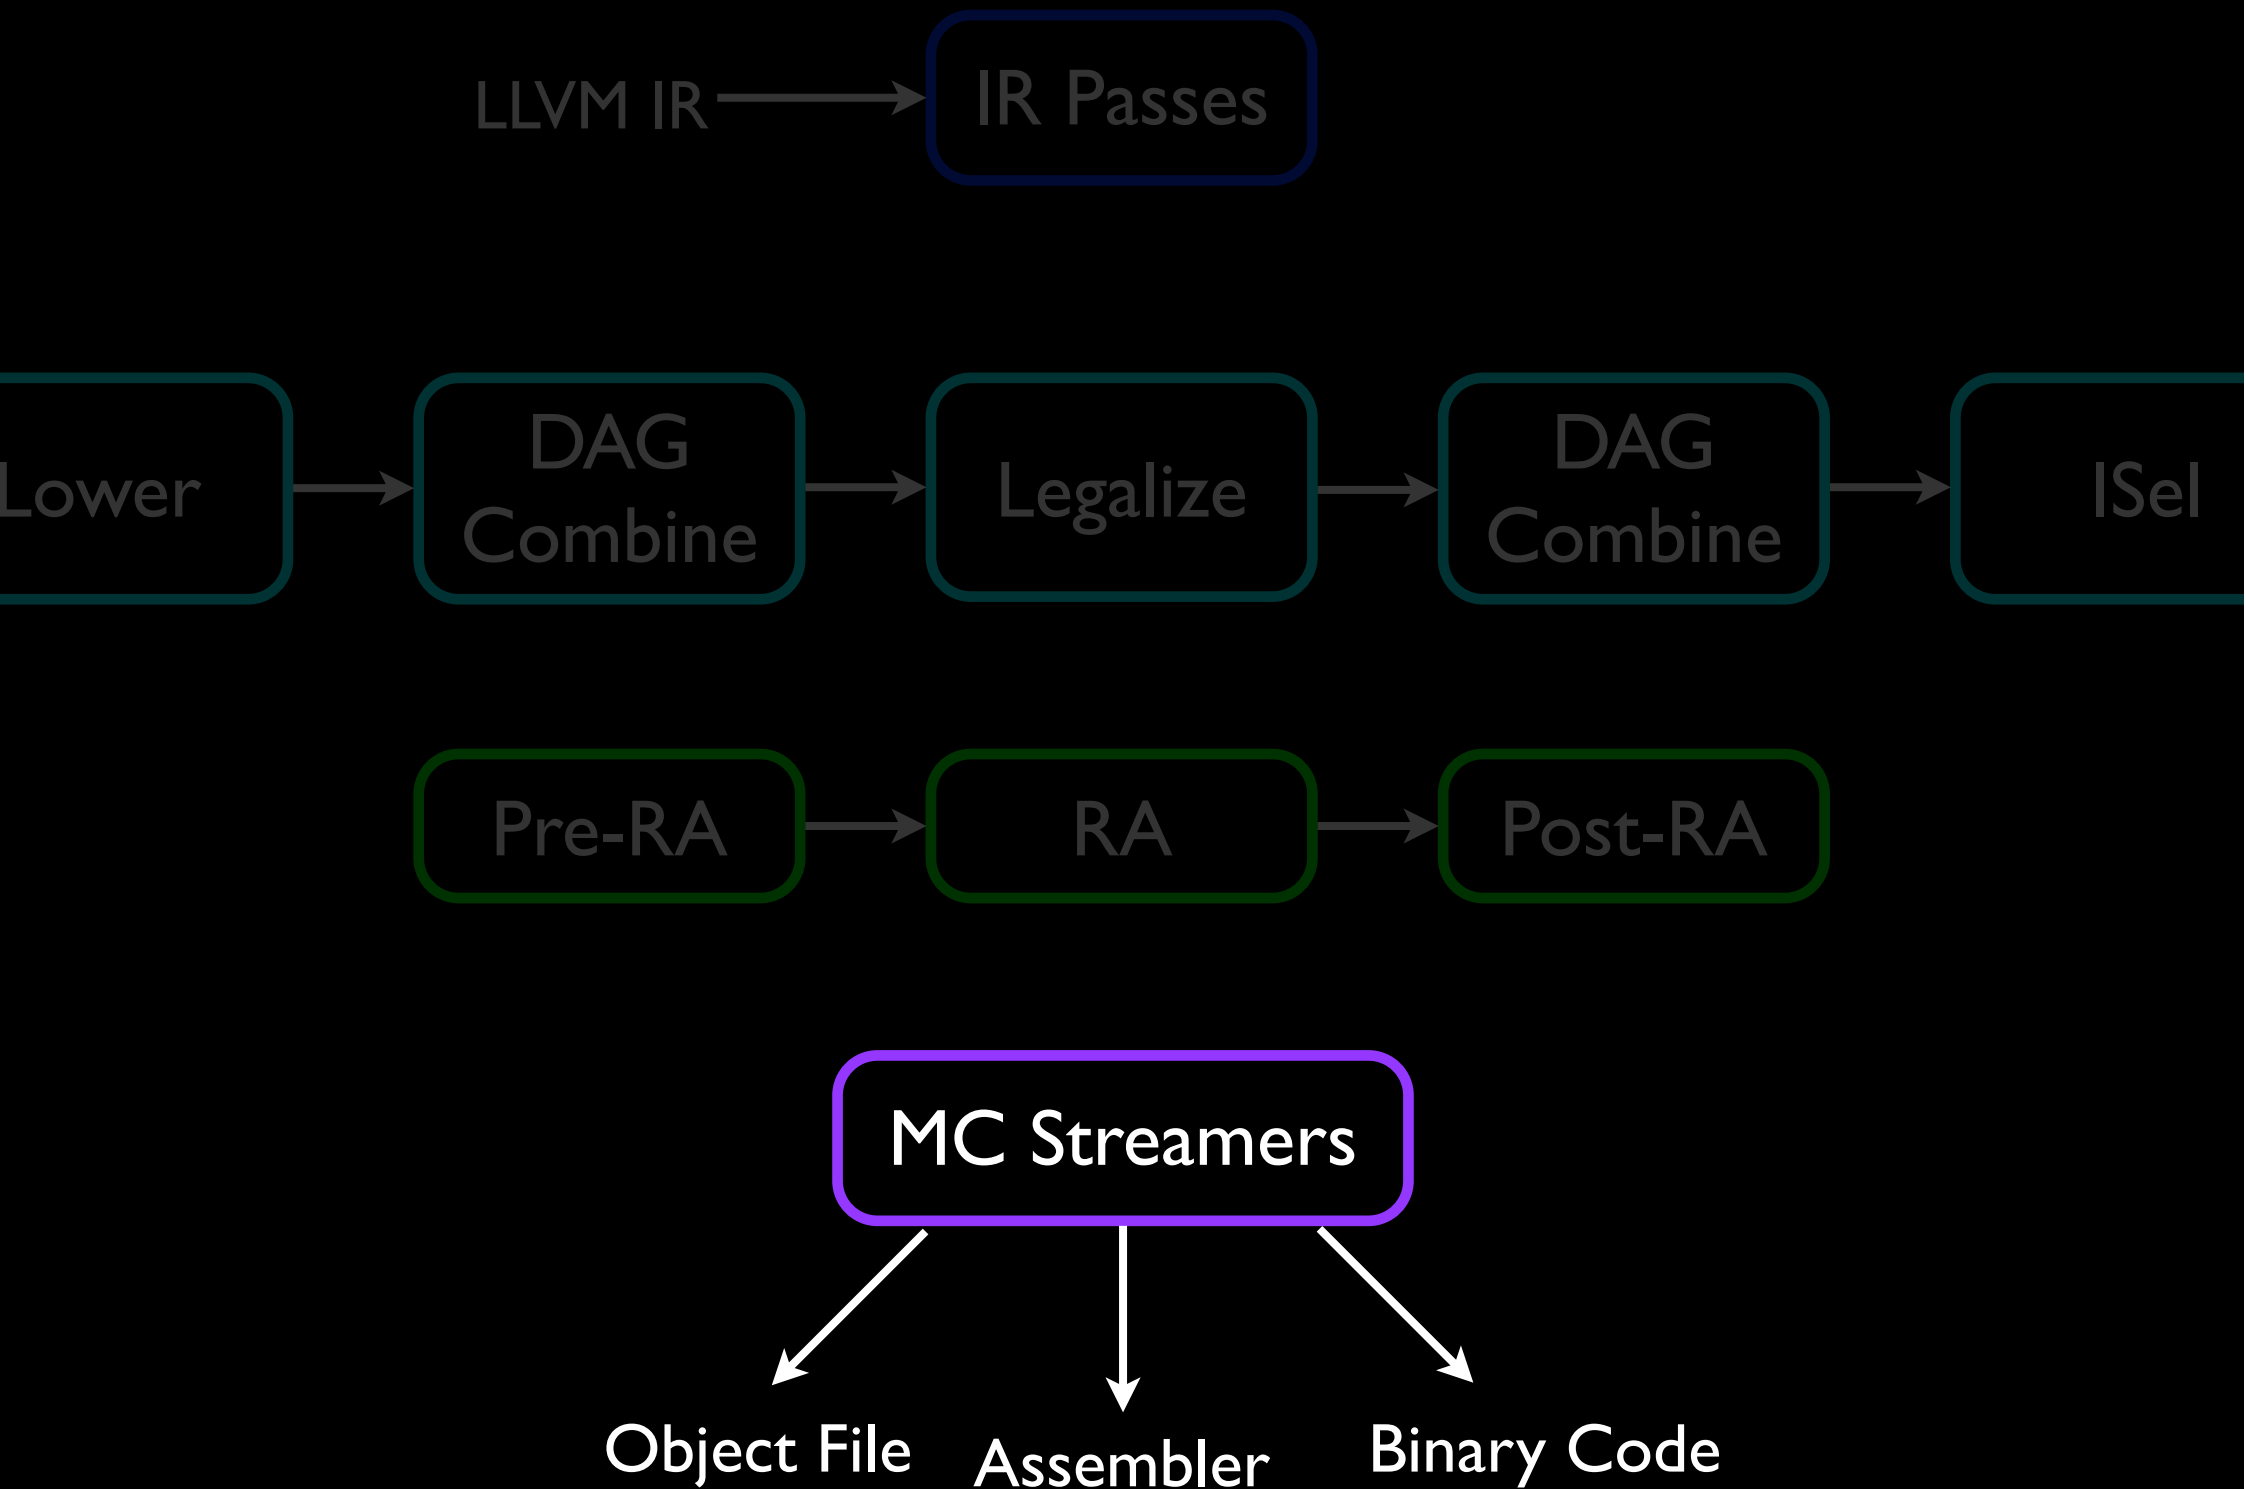 LLVM IR
IR Passes
Lower
DAG
Combine
Legalize
DAG
Combine
ISel
Pre-RA
RA
Post-RA
MC Streamers
Object File
Assembler
Binary Code